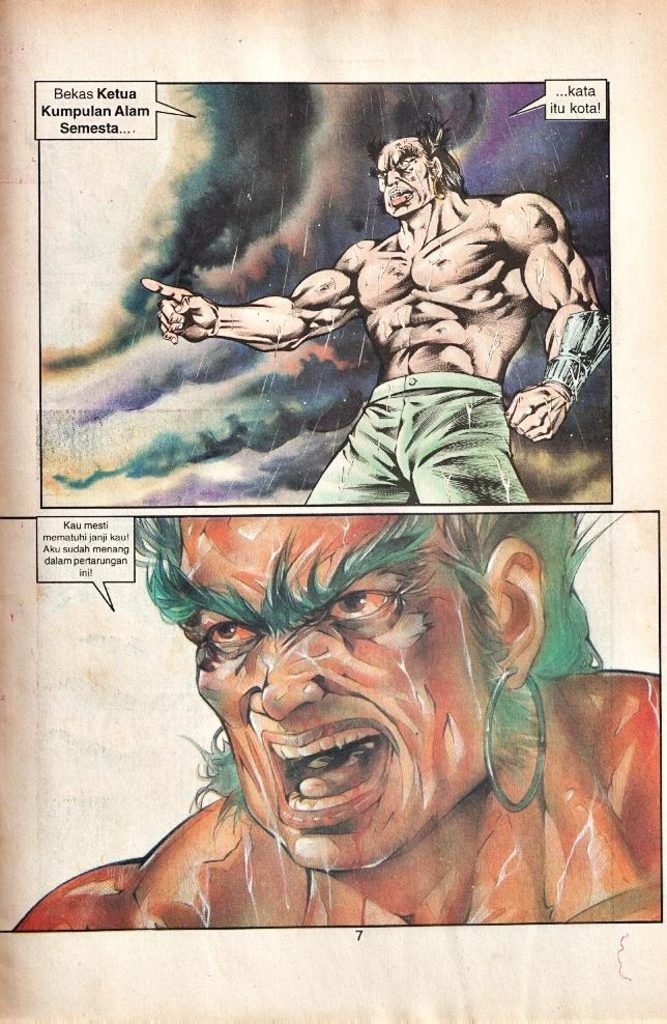 Bekas Ketua
Kumpulan Alam
Semesta....
...kata
itu kota!
Kau mesti
mematuhi janji kau!
Aku sudah menang
dalam pertarungan
ini!
7